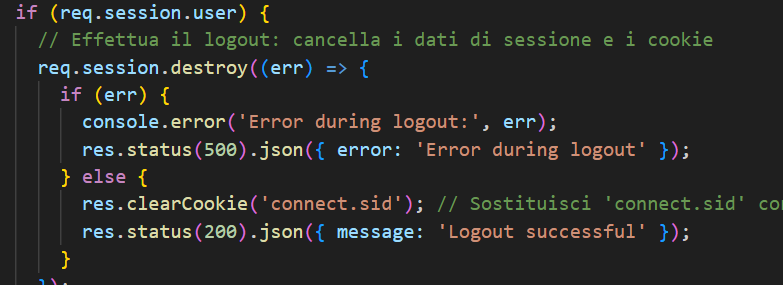 if (req.session.user) {
// Effettua il logout: cancella i dati di sessione e i cookie
req.session.destroy((err) => {
if (err) {
console.error('Error during logout:', err);
res.status(500).json({ error: 'Error during logout' });
} else {
res.clearCookie('connect.sid'); // Sostituisci 'connect.sid'
res.status(200).json({ message: 'Logout successful' });
}
});